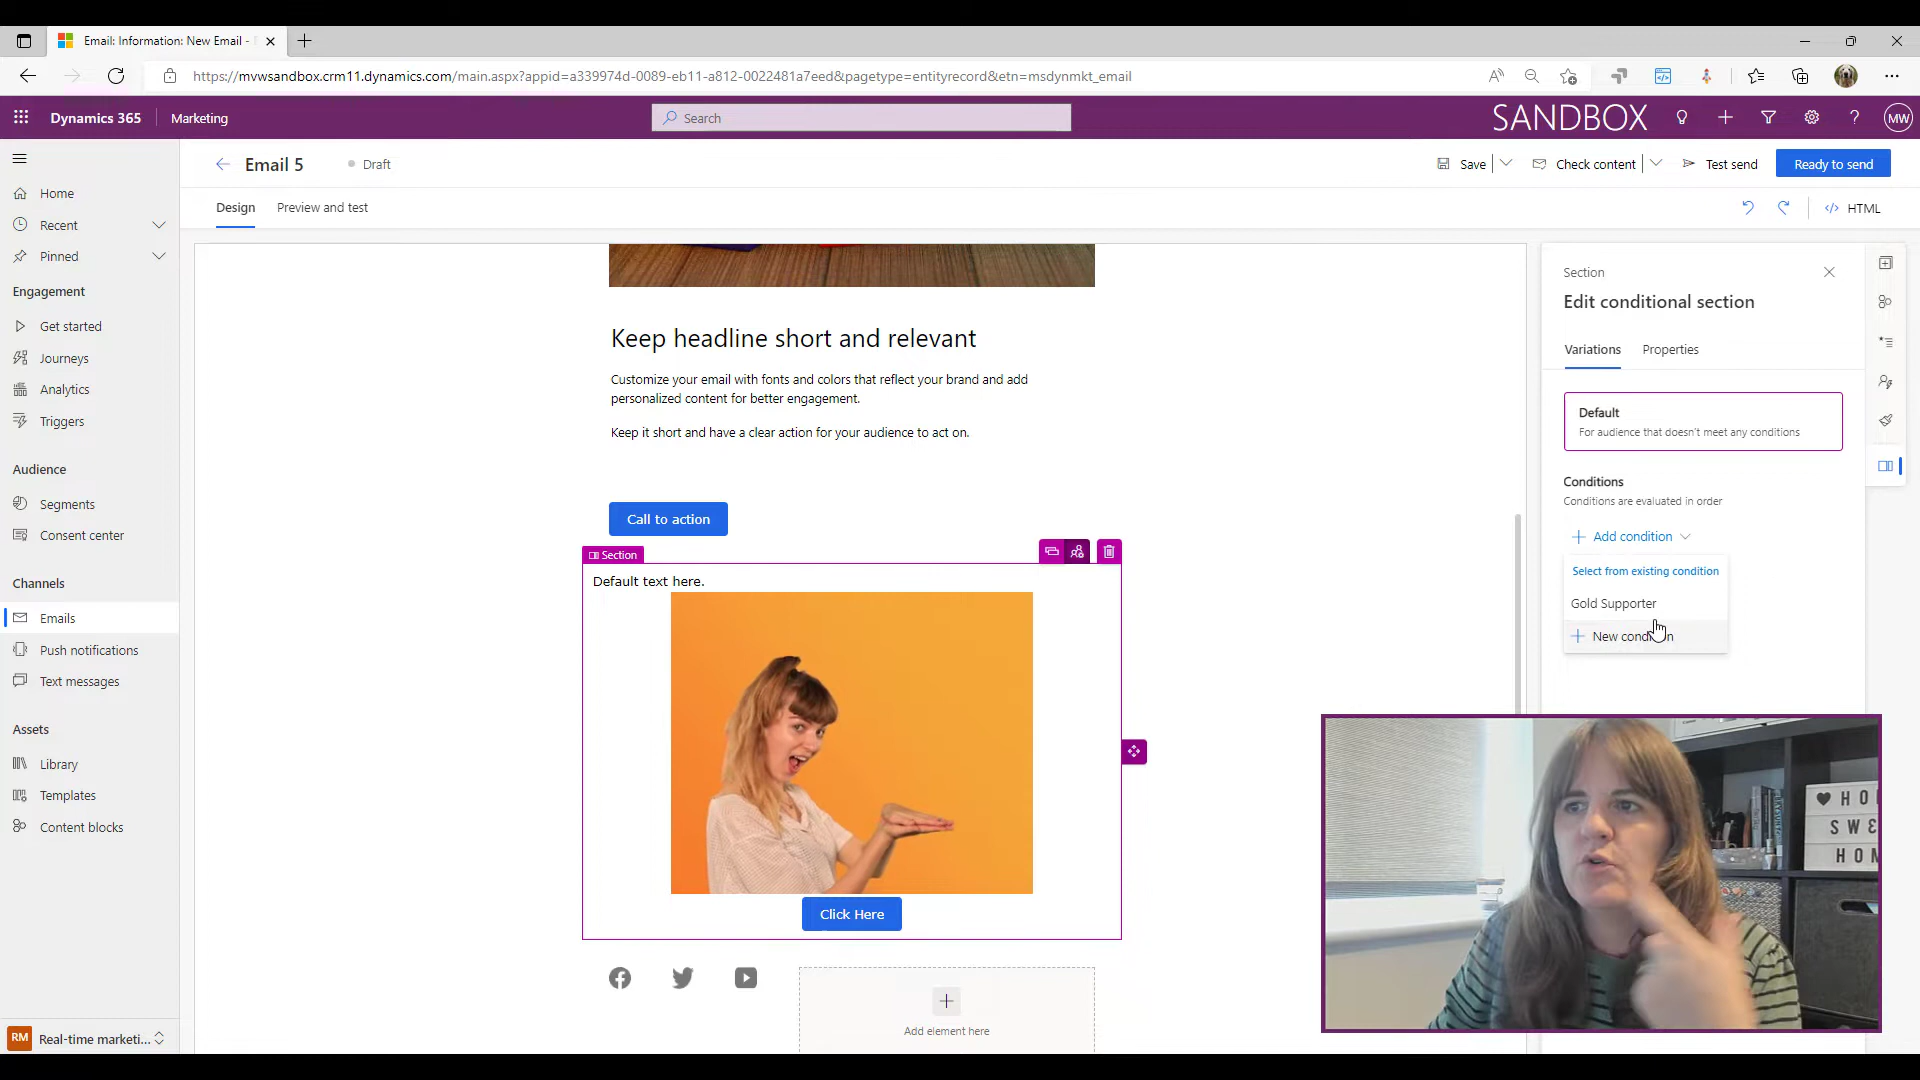 Email: Information: New Email -
https://mvwsandbox.crm11.dynamics.com/main.aspx?appid=a339974d-0089-eb11-a812-0022481a7eed&pagetype=entityrecord&etn=msdynmkt_email
Dynamics 365
Marketing
Search
SANDBOX
MW
Email 5
Draft
Save
Check content
Test send
Ready to send
Design
Preview and test
HTML
Home
Recent
Pinned
Engagement
Get started
Journeys
Analytics
Triggers
Audience
Segments
Consent center
Channels
Emails
Push notifications
Text messages
Assets
Library
Templates
Content blocks
RM
Real-time marketi...
Keep headline short and relevant
Customize your email with fonts and colors that reflect your brand and add
personalized content for better engagement.
Keep it short and have a clear action for your audience to act on.
Call to action
Section
Default text here.
Click Here
Add element here
Section
Edit conditional section
Variations
Properties
Default
For audience that doesn't meet any conditions
Conditions
Conditions are evaluated in order
Add condition
Select from existing condition
Gold Supporter
New condition
HO
SWE
HOM